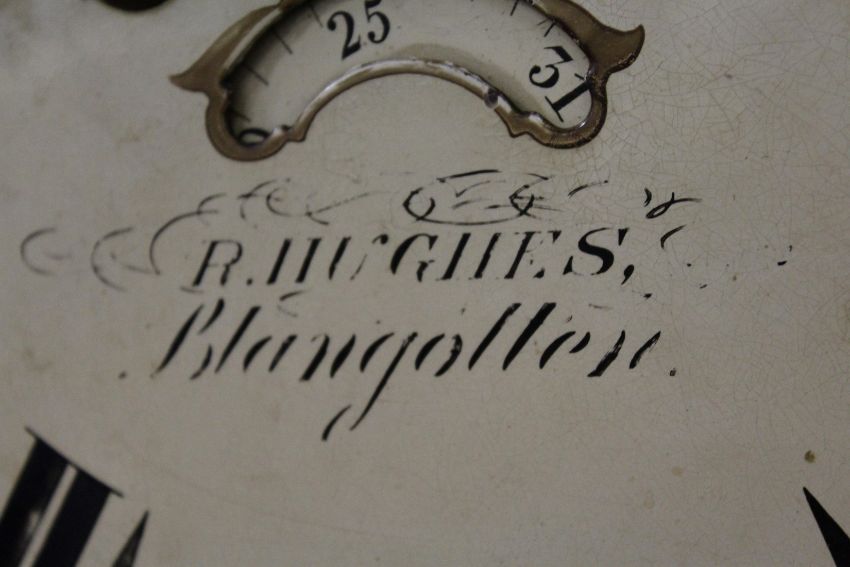 25
31
R. HUGHES,
Llangollen.